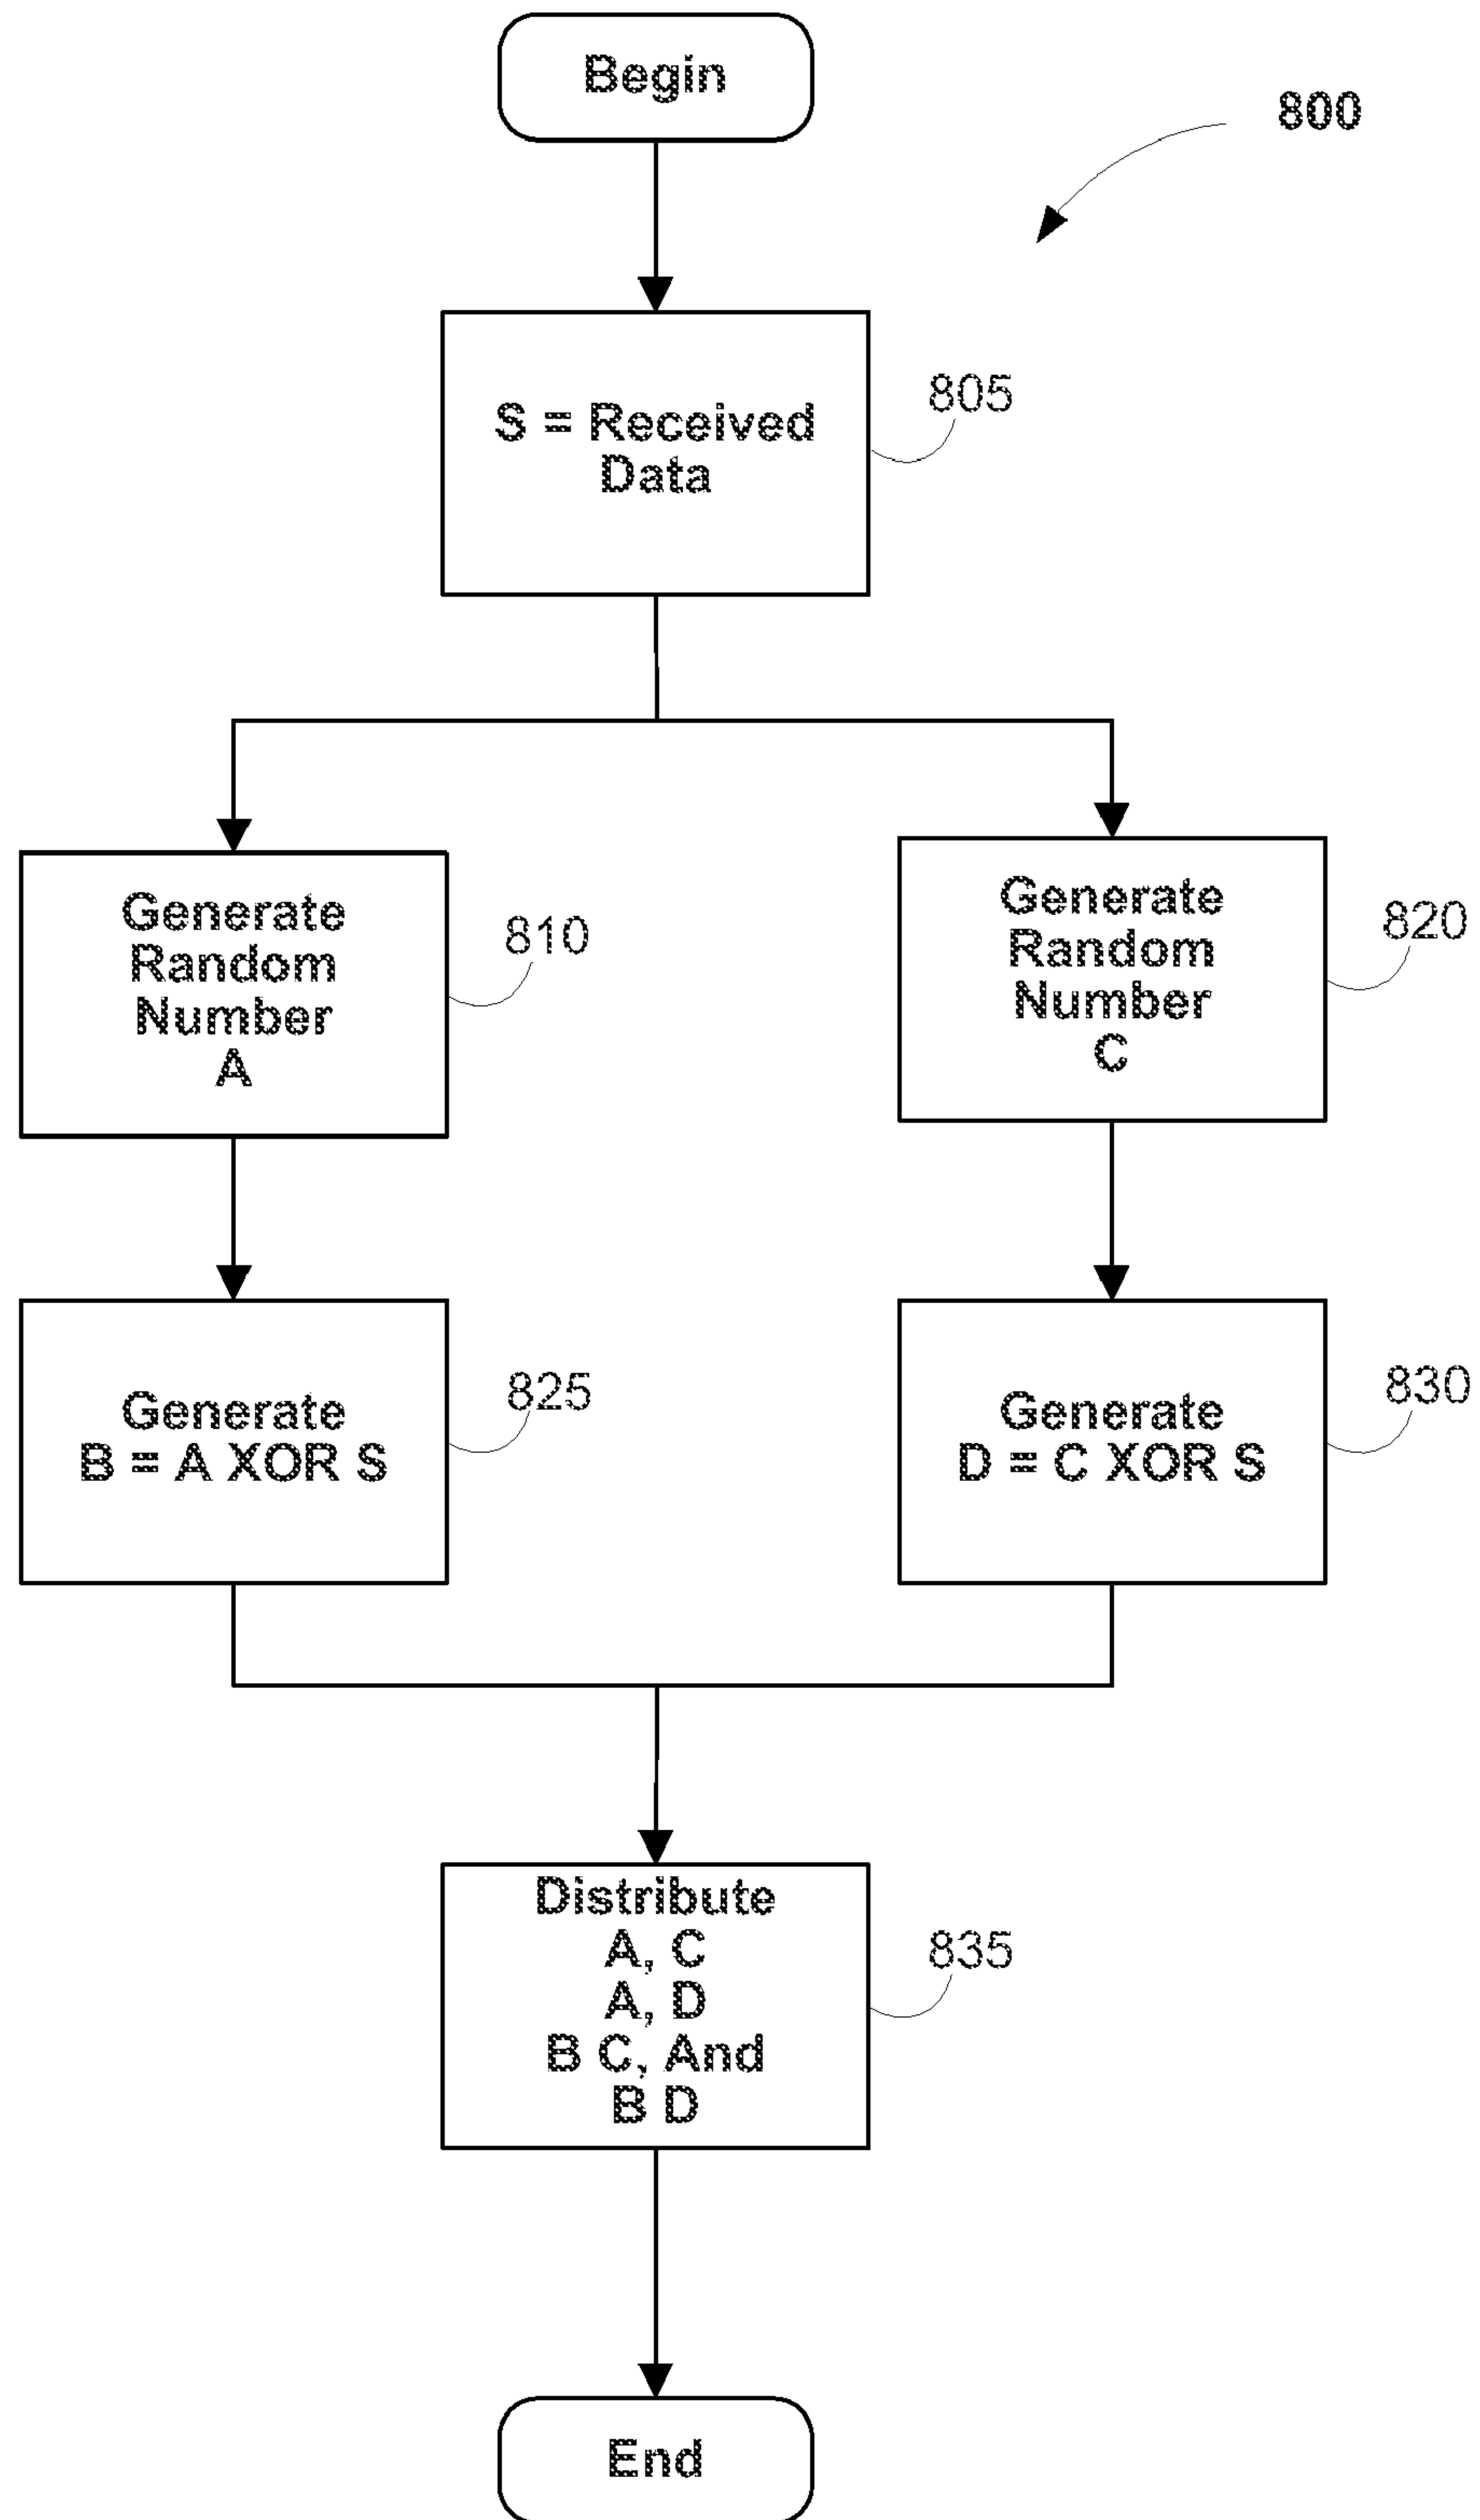 Begin
800
S = Received
Data
805
Generate
Random
Number
A
810
Generate
Random
Number
C
820
Generate
B = A XOR S
825
Generate
D = C XOR S
830
Distribute
A, C
A, D
B C, And
B D
835
End